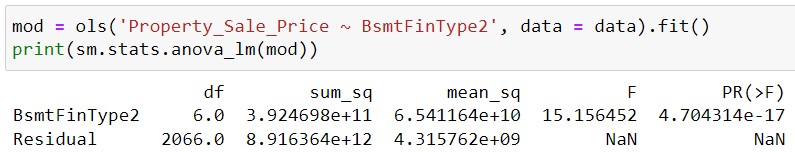 mod = ols('Property_Sale_Price ~ BsmtFinType2', data = data).fit()
print(sm.stats.anova_lm(mod))
df sum_sq mean_sq F PR(>F)
BsmtFinType2 6.0 3.924698e+11 6.541164e+10 15.156452 4.704314e-17
Residual 2066.0 8.916364e+12 4.315762e+09 NaN NaN